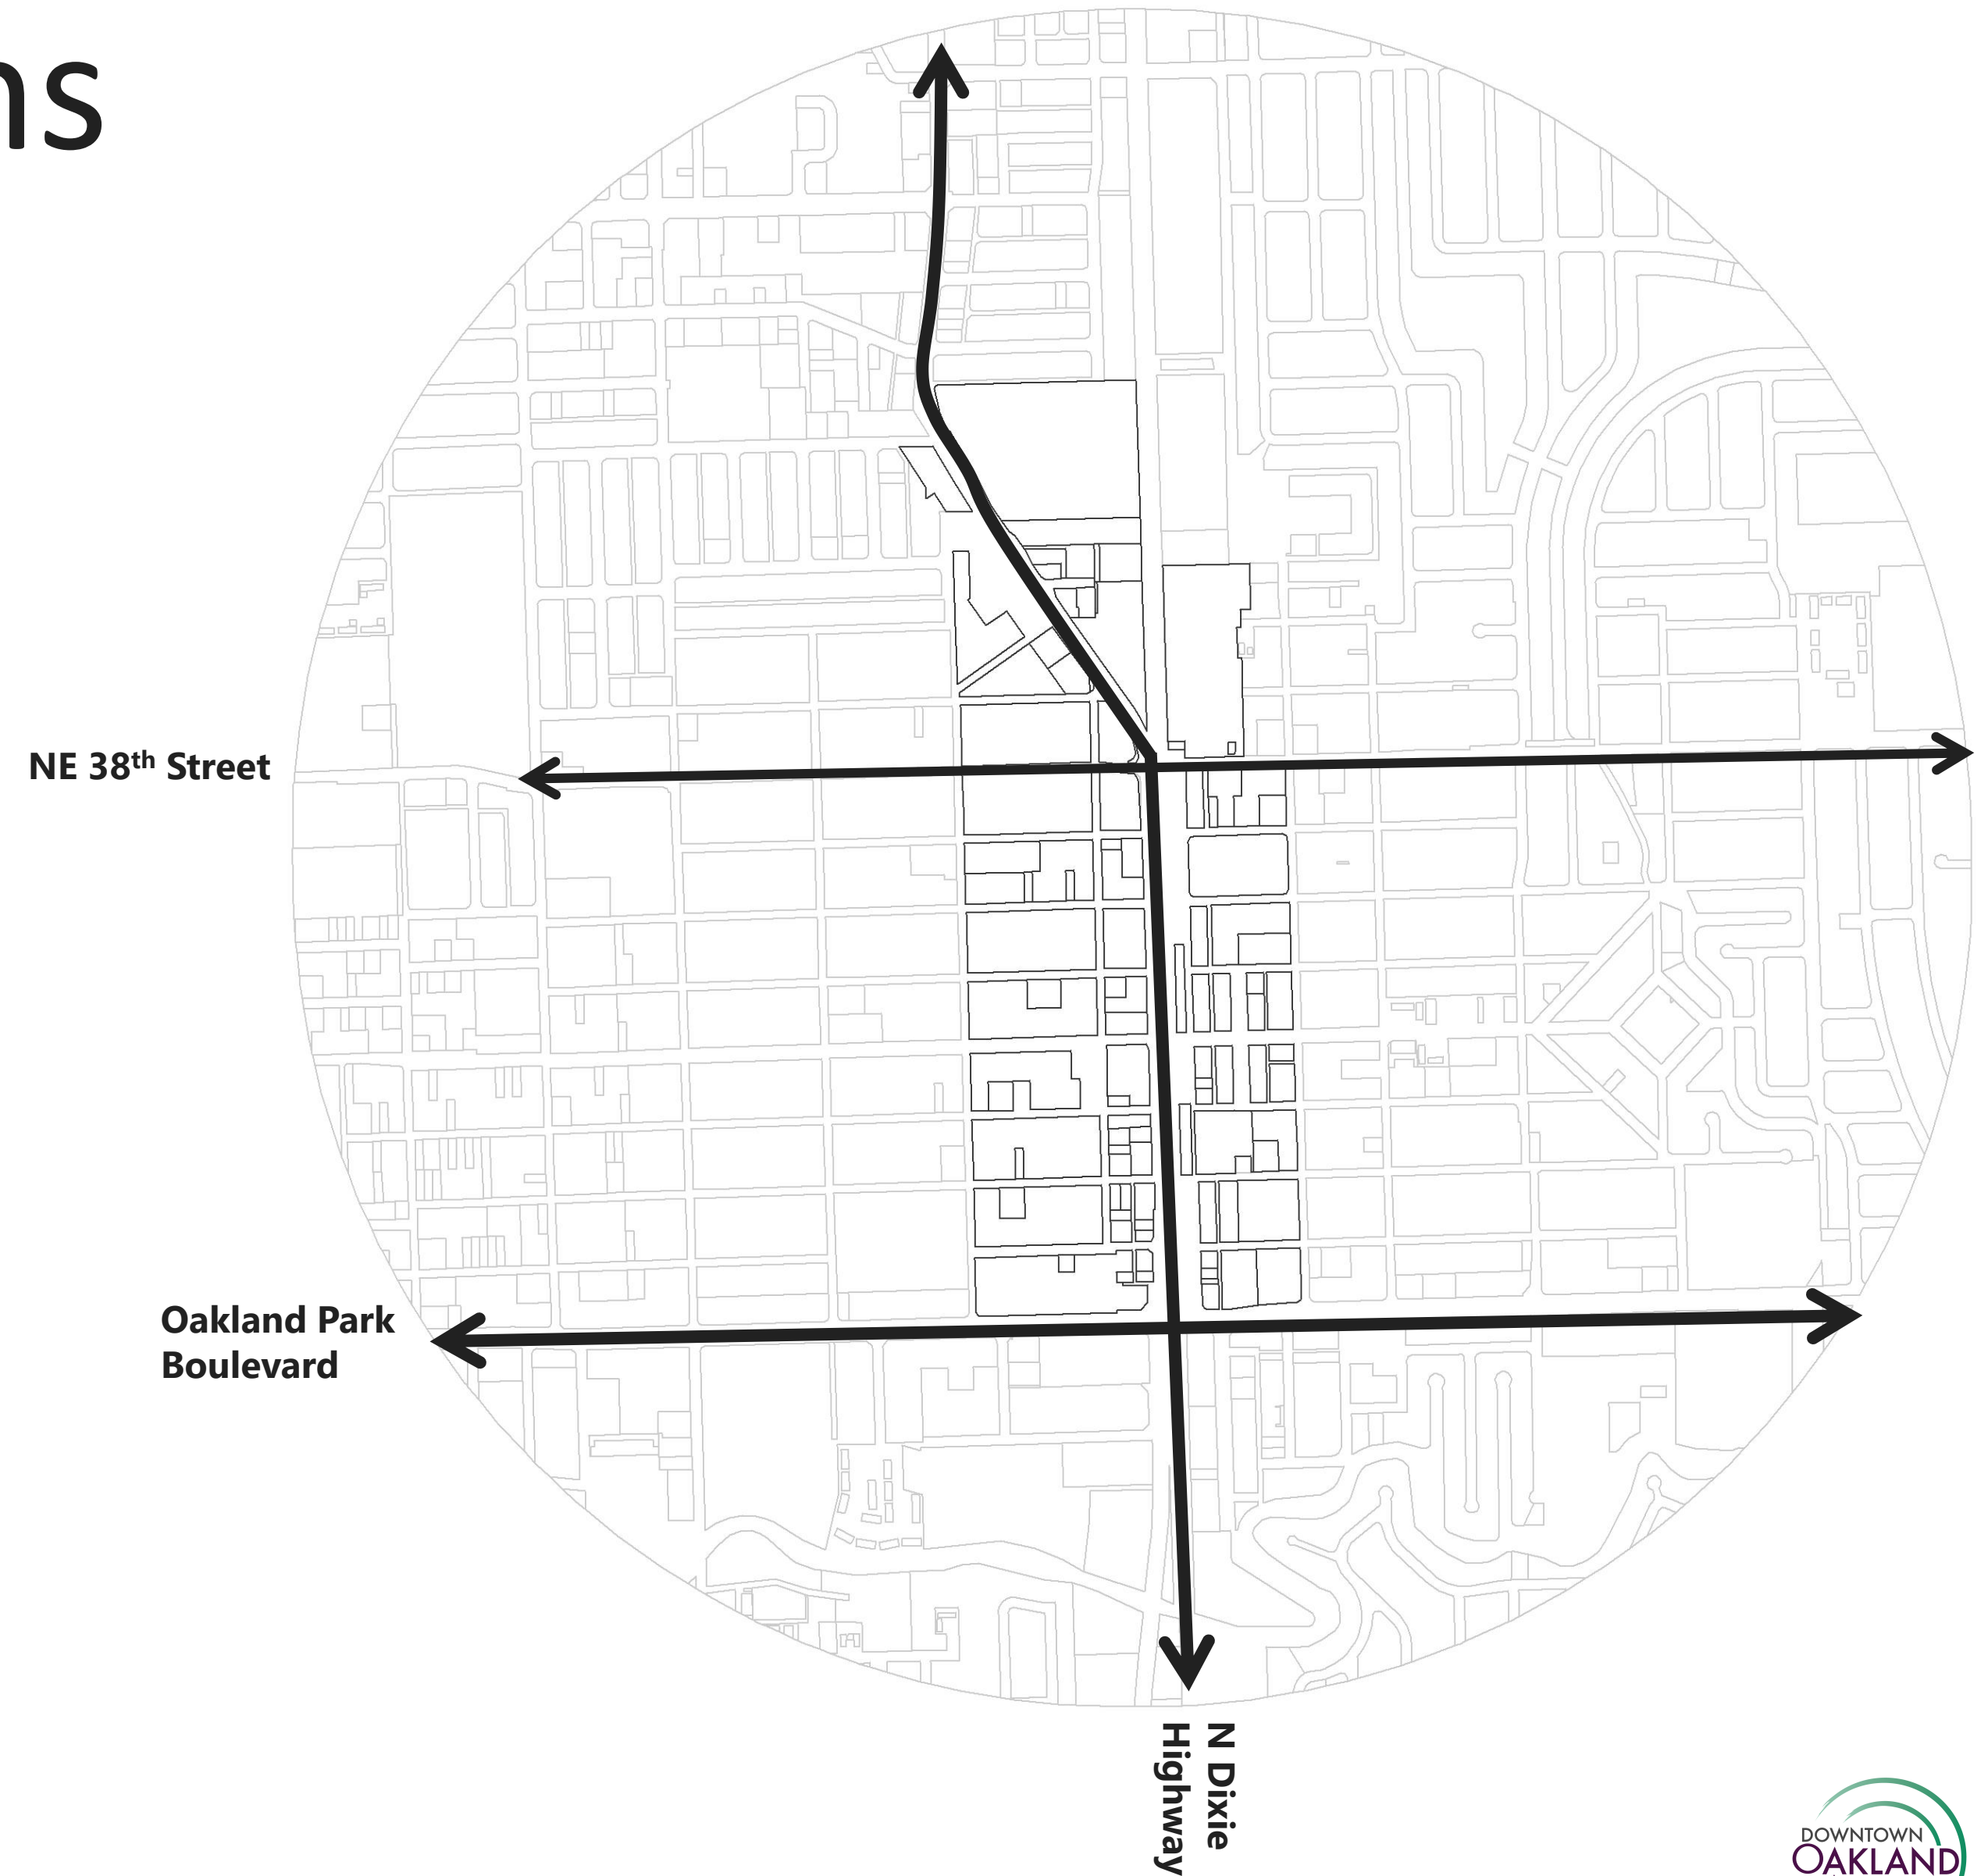 ns
NE 38th Street
Oakland Park
Boulevard
N Dixie
Highway
DOWNTOWN
OAKLAND